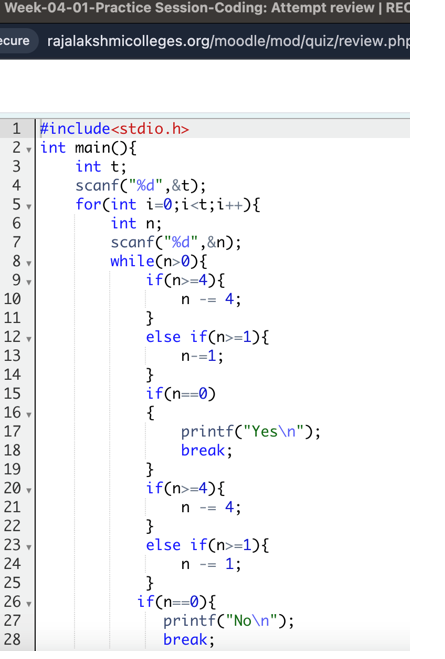 Week-04-01-Practice Session-Coding: Attempt review | REC
ecure rajalakshmicolleges.org/moodle/mod/quiz/review.php
1 #include<stdio.h>
2 int main(){
3     int t;
4     scanf("%d",&t);
5     for(int i=0;i<t;i++){
6         int n;
7         scanf("%d",&n);
8         while(n>0){
9             if(n>=4){
10                 n -= 4;
11             }
12             else if(n>=1){
13                 n-=1;
14             }
15             if(n==0)
16             {
17                 printf("Yes\n");
18                 break;
19             }
20             if(n>=4){
21                 n -= 4;
22             }
23             else if(n>=1){
24                 n -= 1;
25             }
26            if(n==0){
27               printf("No\n");
28               break;